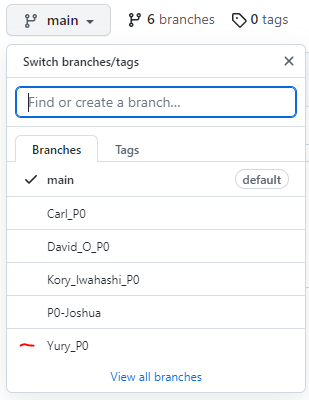 main
6 branches
0 tags
Switch branches/tags
Find or create a branch...
Branches
Tags
main
default
Carl_P0
David_O_P0
Kory_Iwahashi_P0
P0-Joshua
Yury_P0
View all branches